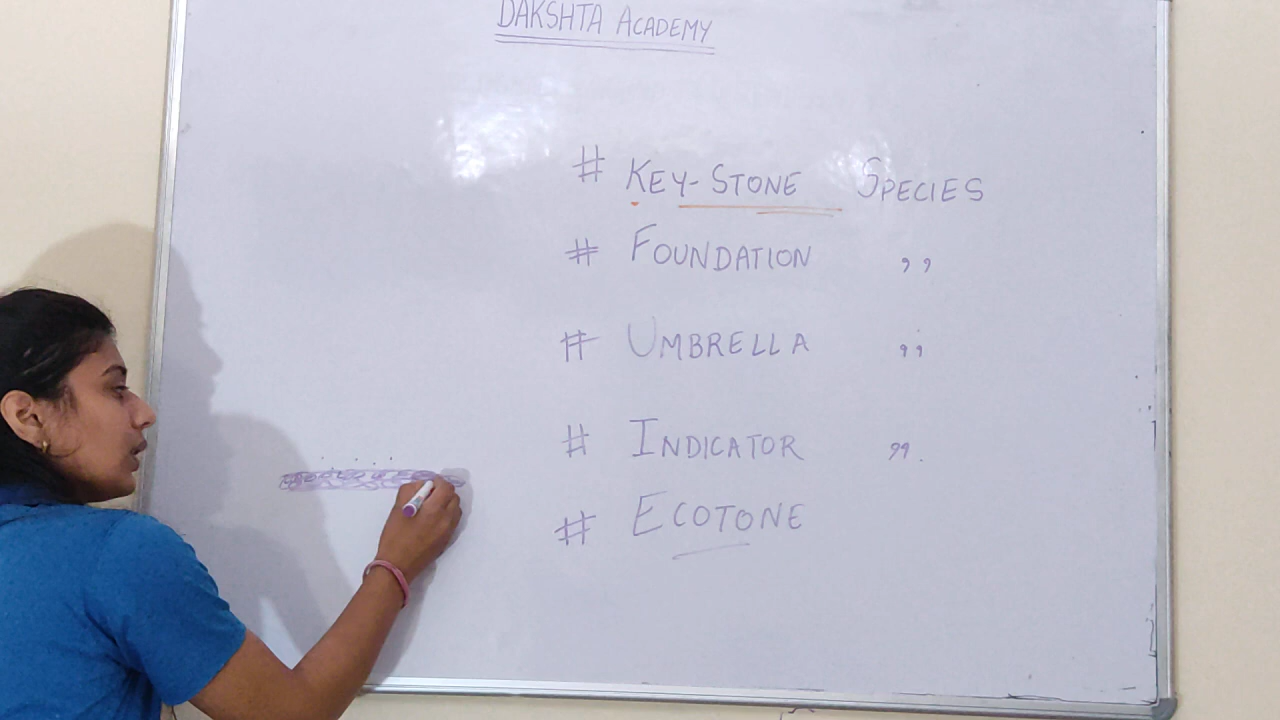 DAKSHTA ACADEMY
# KEY-STONE SPECIES
# FOUNDATION ,,
# UMBRELLA ,,
# INDICATOR ,, .
# ECOTONE